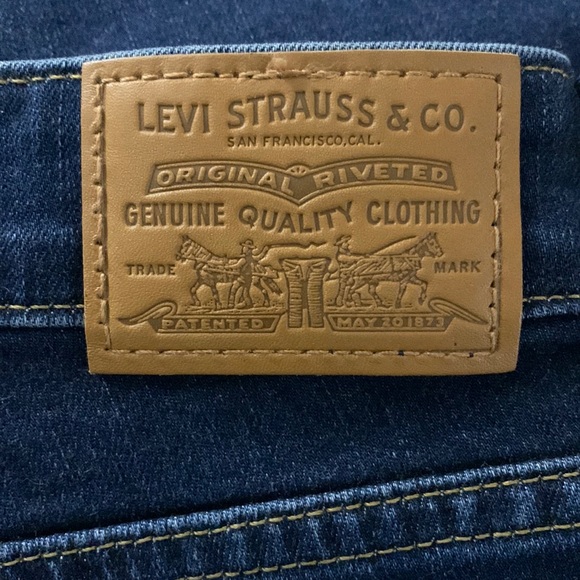 LEVI STRAUSS & CO.
SAN FRANCISCO, CAL.
ORIGINAL RIVETED
GENUINE QUALITY CLOTHING
TRADE MARK
PATENTED MAY 20 1873